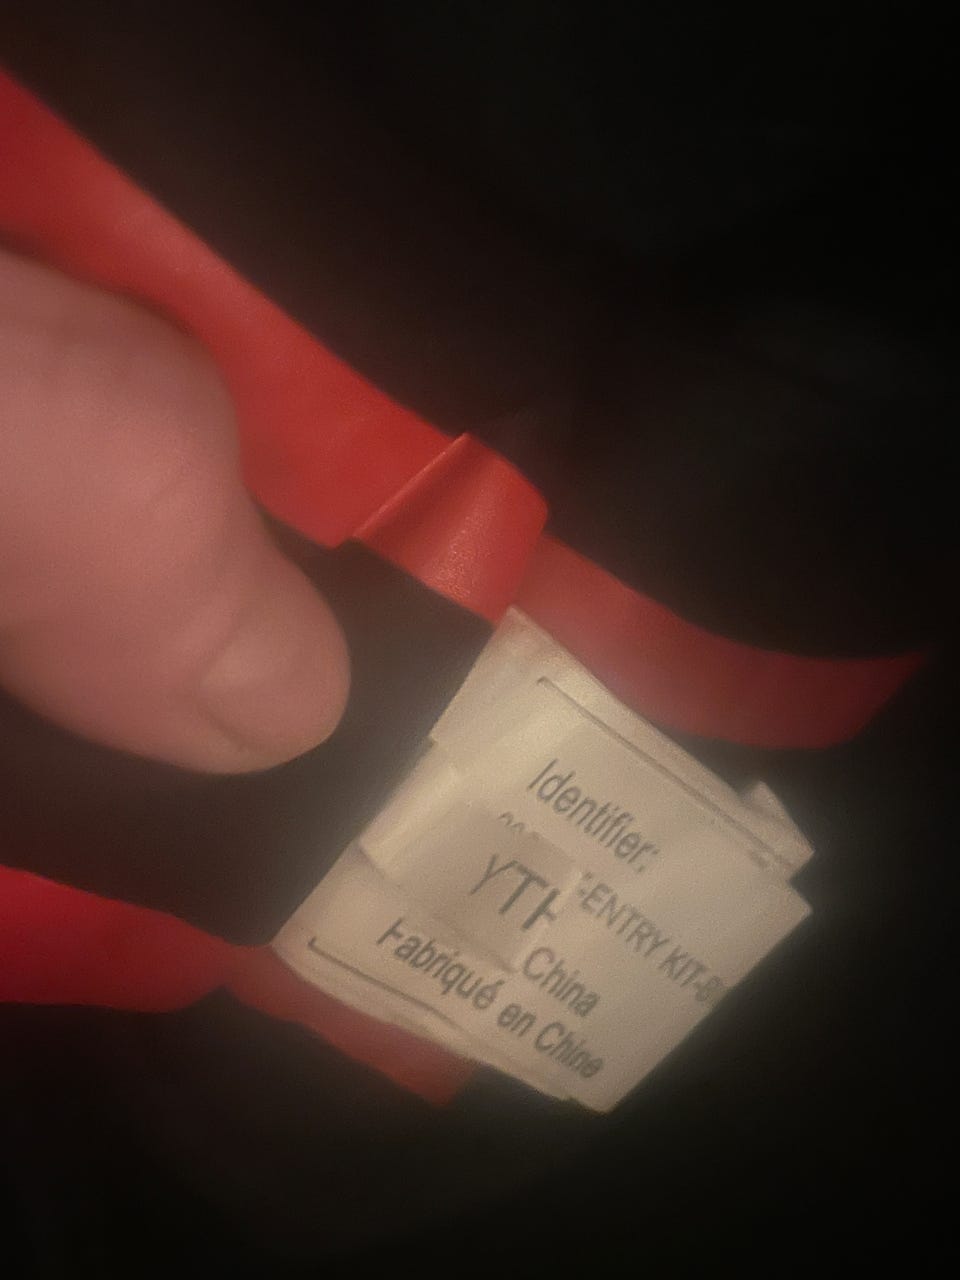 Identifier:
ENTRY KIT-
YTH
China
Fabriqué en Chine